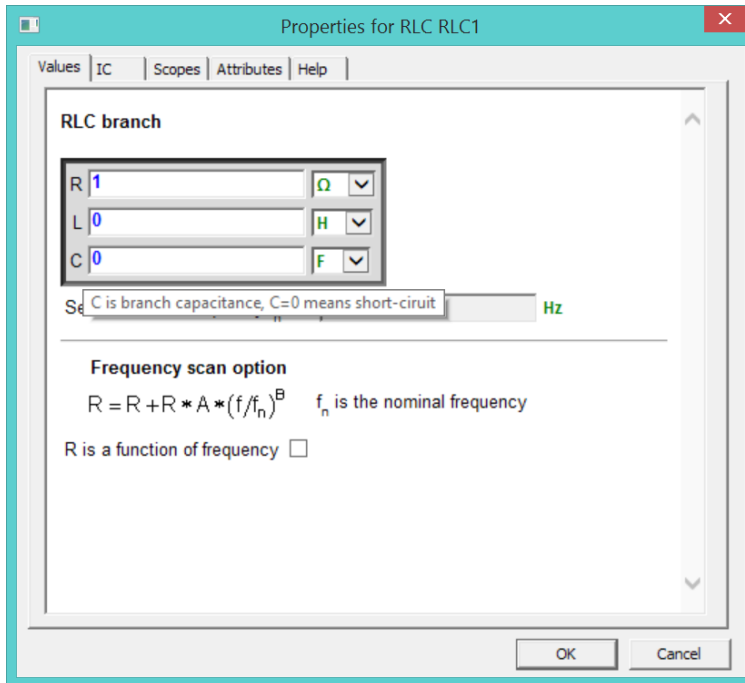 Properties for RLC RLC1
Values IC Scopes Attributes Help
RLC branch
R 1 Ω
L 0 H
C 0 F
C is branch capacitance, C=0 means short-ciruit
Hz
Frequency scan option
R = R + R * A * (f/fn)^B fn is the nominal frequency
R is a function of frequency
OK Cancel